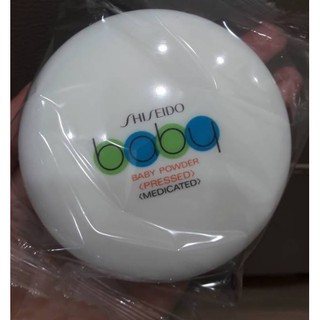 SHISEIDO
baby
BABY POWDER
<PRESSED>
<MEDICATED>